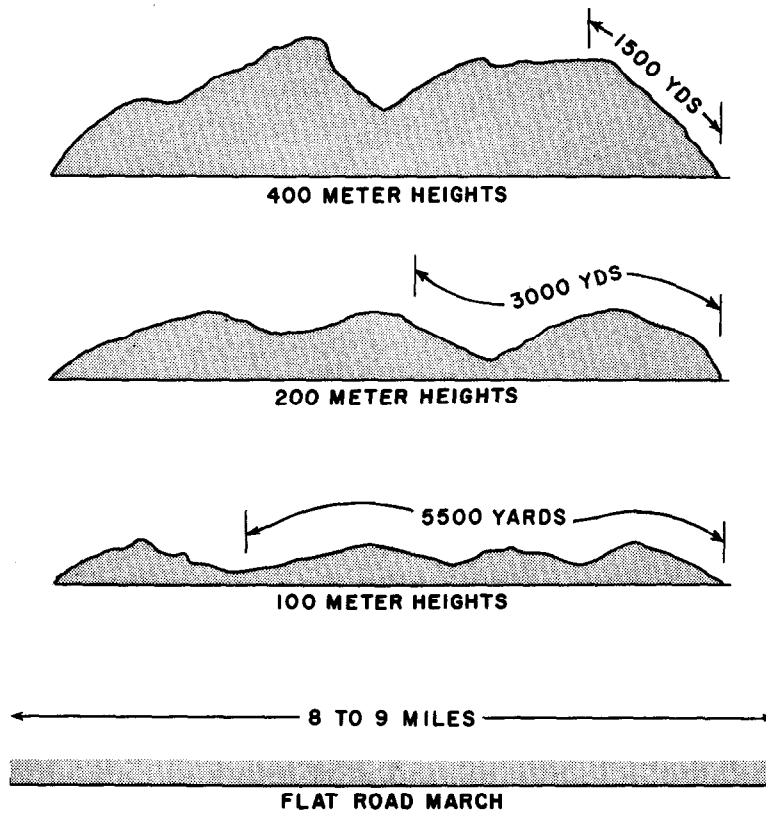 1500 YDS
400 METER HEIGHTS
3000 YDS
200 METER HEIGHTS
5500 YARDS
100 METER HEIGHTS
8 TO 9 MILES
FLAT ROAD MARCH